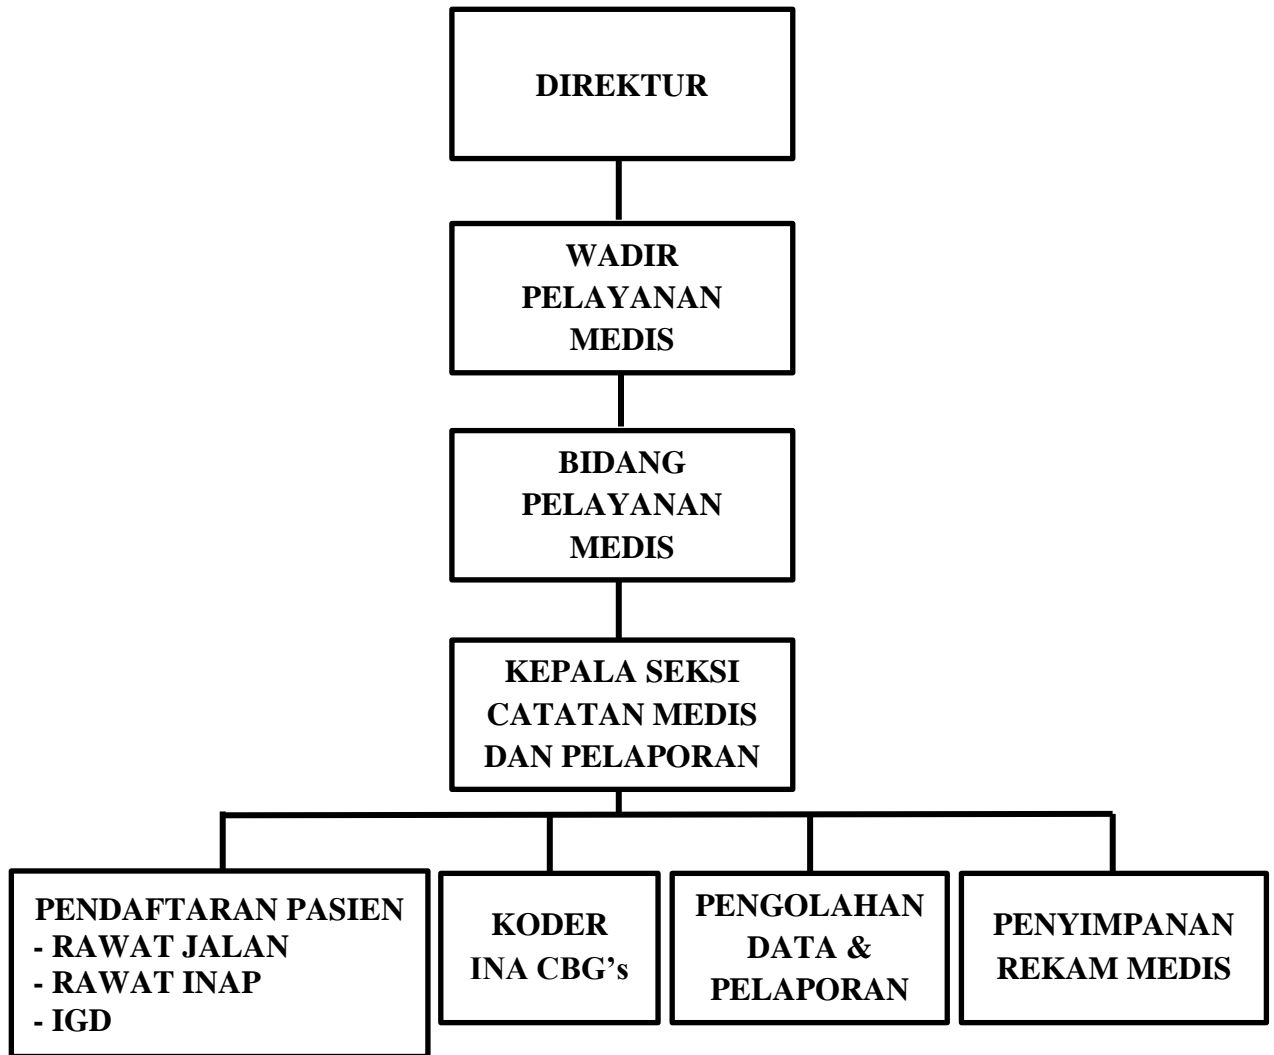 DIREKTUR
WADIR
PELAYANAN
MEDIS
BIDANG
PELAYANAN
MEDIS
KEPALA SEKSI
CATATAN MEDIS
DAN PELAPORAN
PENDAFTARAN PASIEN
- RAWAT JALAN
- RAWAT INAP
- IGD
KODER
INA CBG’s
PENGOLAHAN
DATA &
PELAPORAN
PENYIMPANAN
REKAM MEDIS